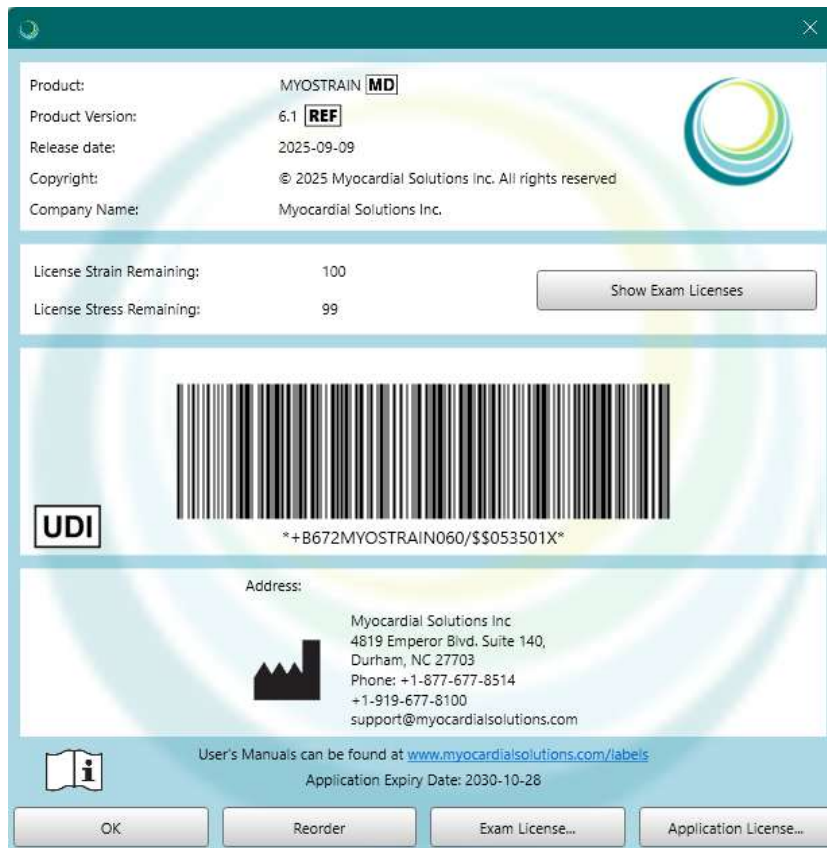 Product: MYOSTRAIN MD
Product Version: 6.1 REF
Release date: 2025-09-09
Copyright: © 2025 Myocardial Solutions Inc. All rights reserved
Company Name: Myocardial Solutions Inc.
License Strain Remaining: 100
Show Exam Licenses
License Stress Remaining: 99
UDI
*+B672MYOSTRAIN060/$$053501X*
Address:
Myocardial Solutions Inc
4819 Emperor Blvd. Suite 140,
Durham, NC 27703
Phone: +1-877-677-8514
+1-919-677-8100
support@myocardialsolutions.com
User's Manuals can be found at www.myocardialsolutions.com/labels
Application Expiry Date: 2030-10-28
OK Reorder Exam License... Application License...